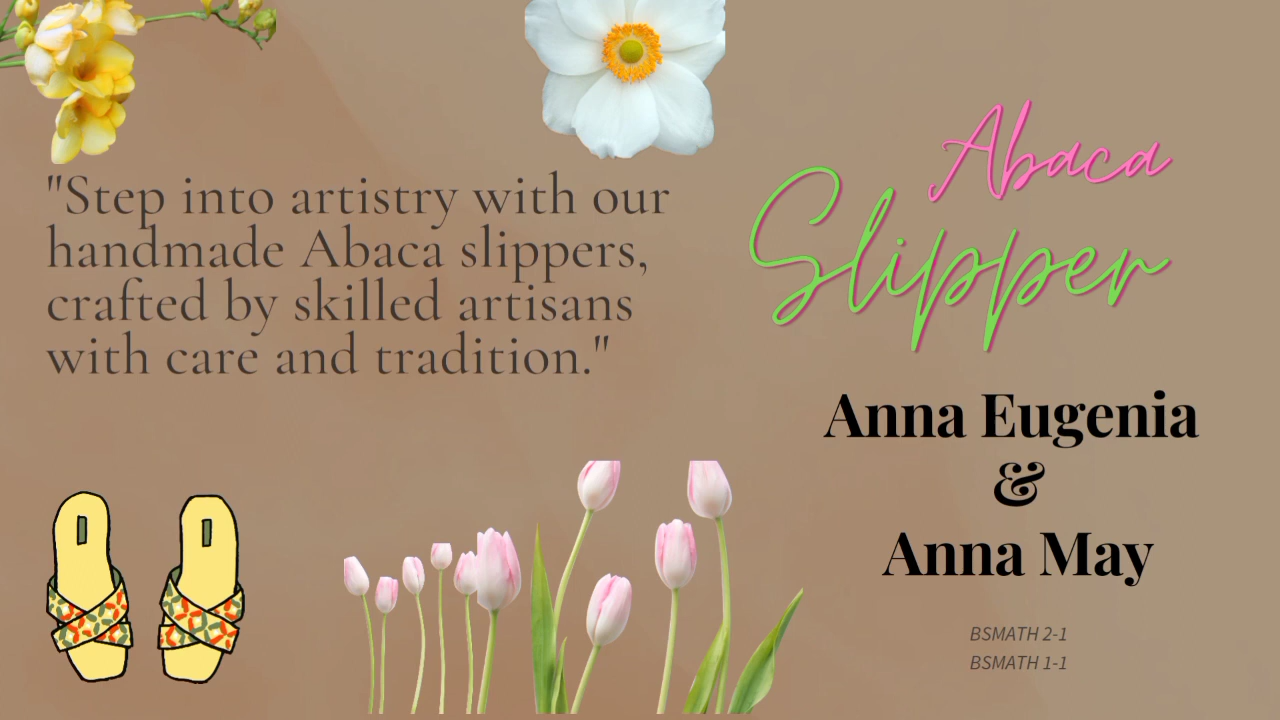 "Step into artistry with our
handmade Abaca slippers,
crafted by skilled artisans
with care and tradition."
Abaca
Slipper
Anna Eugenia
&
Anna May
BSMATH 2-1
BSMATH 1-1